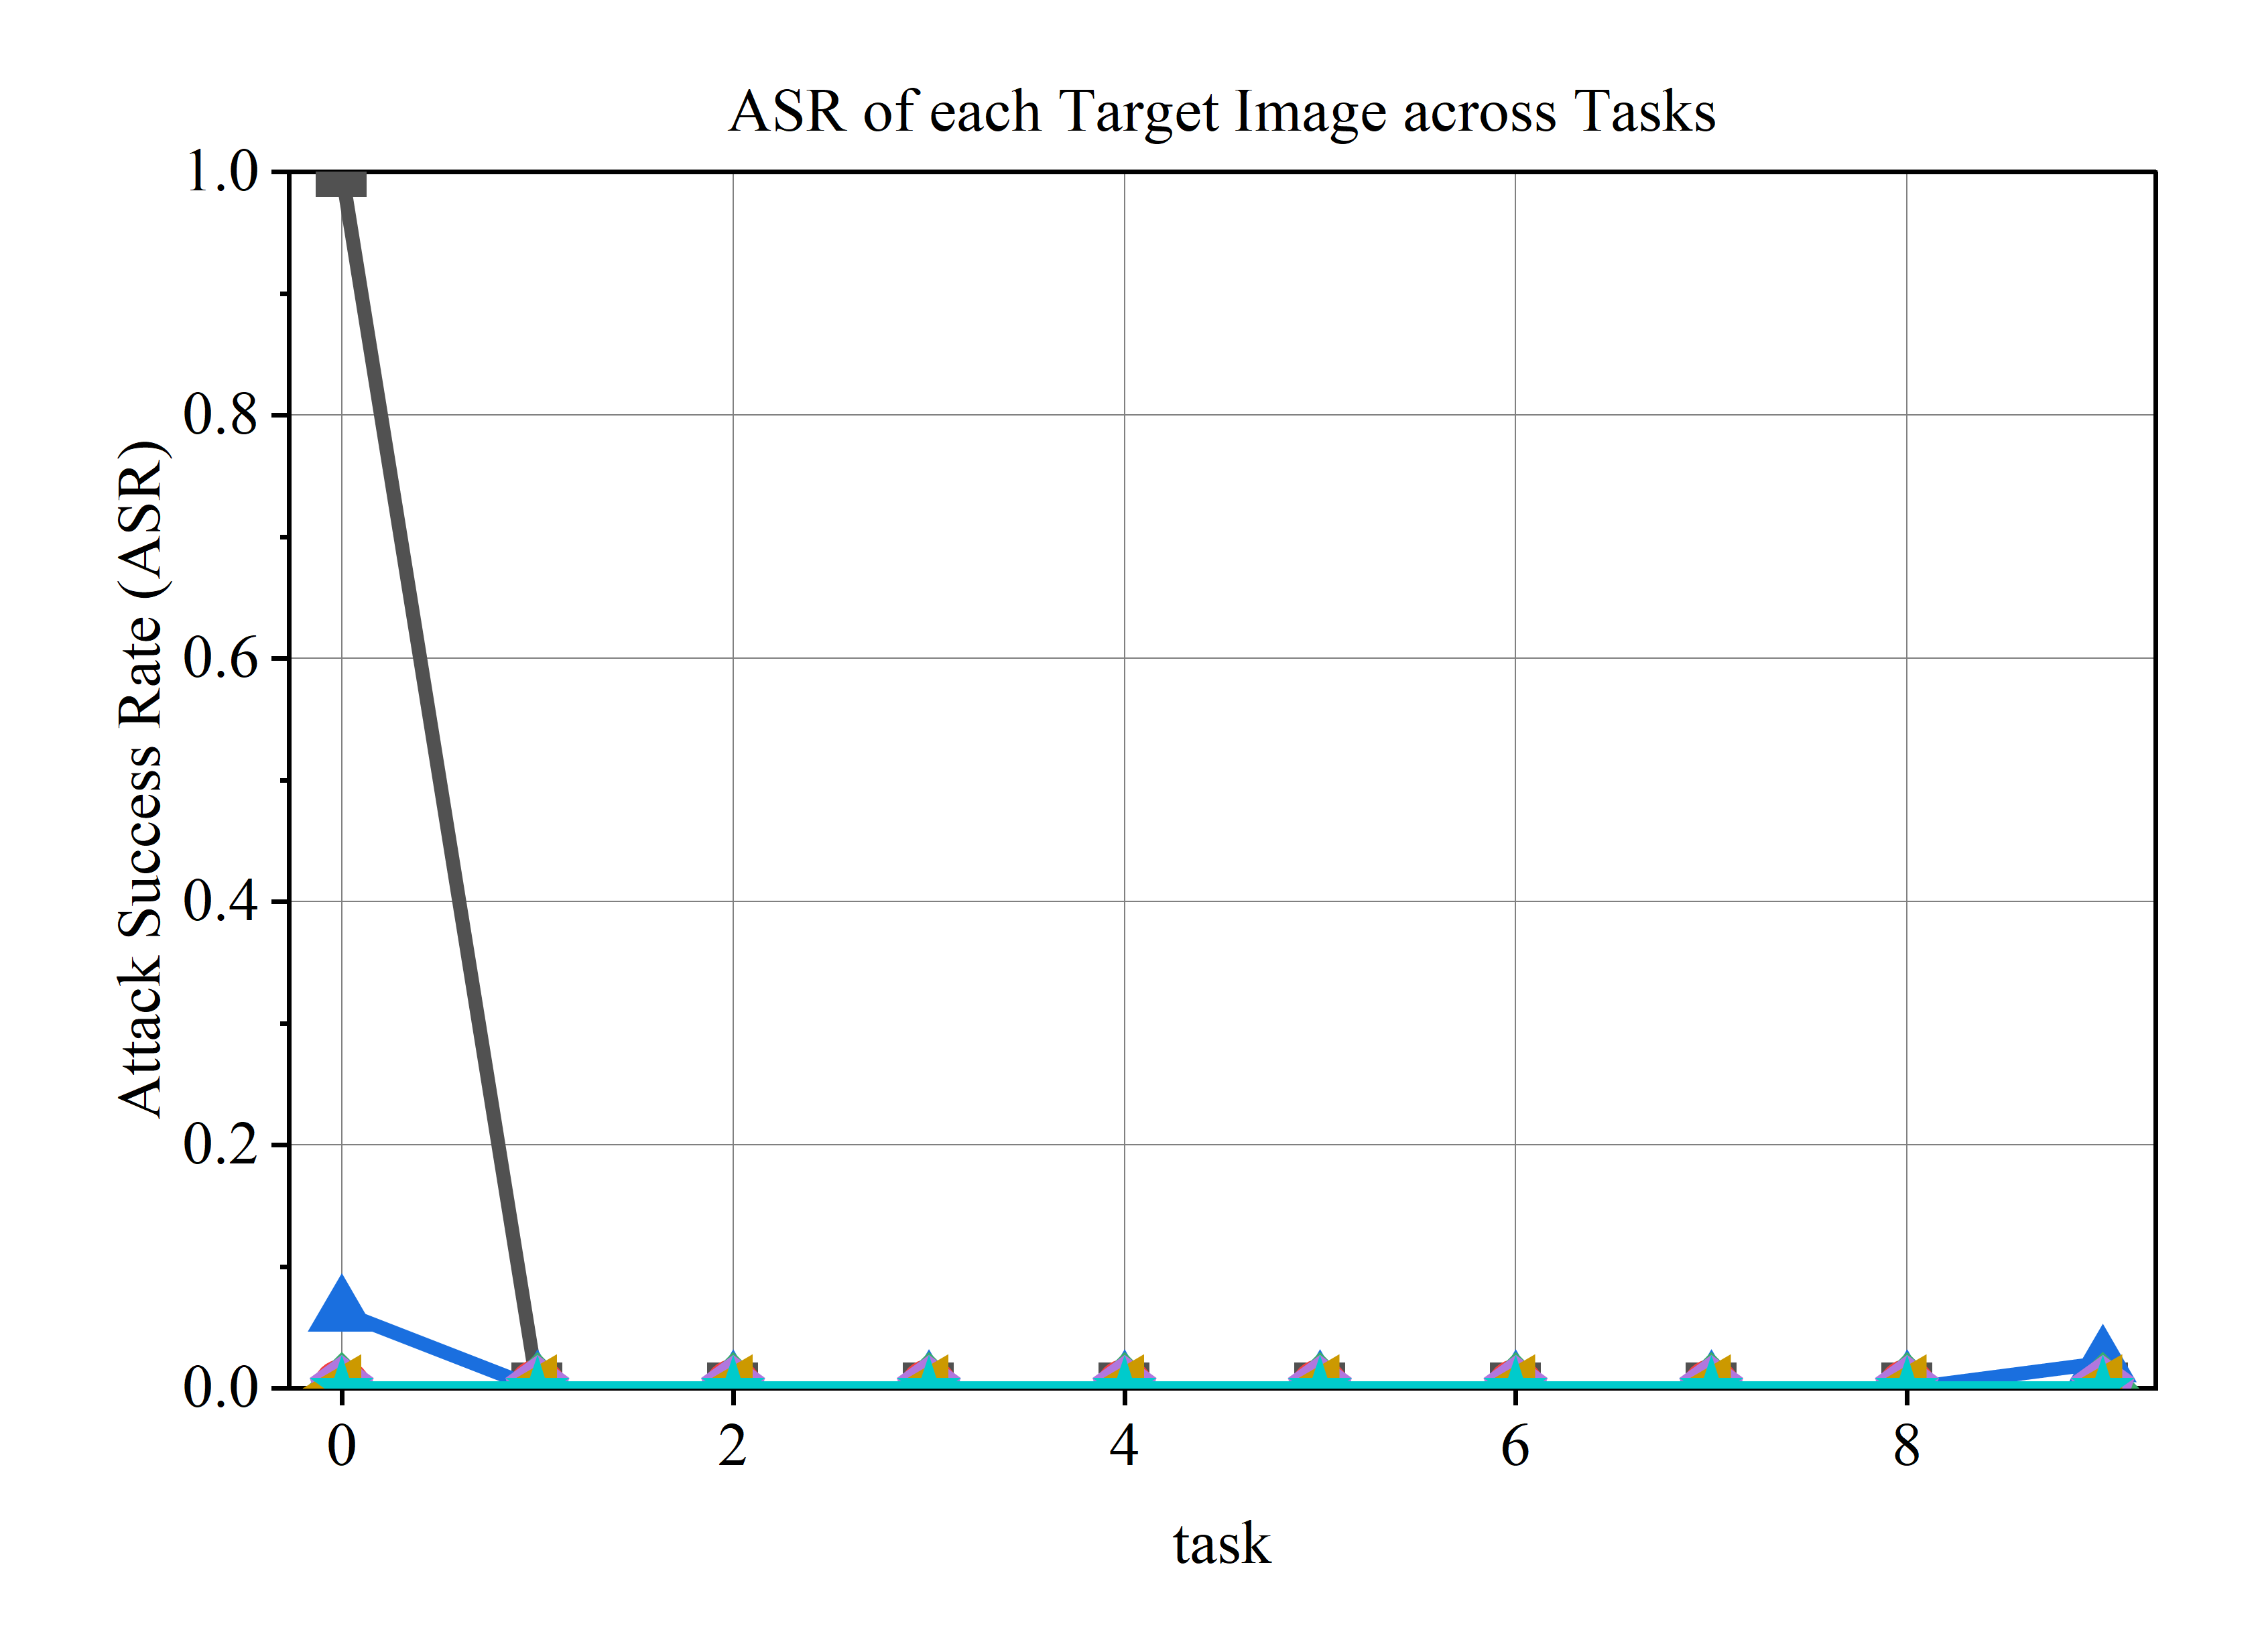 ASR of each Target Image across Tasks
Attack Success Rate (ASR)
1.0
0.8
0.6
0.4
0.2
0.0
0 2 4 6 8
task